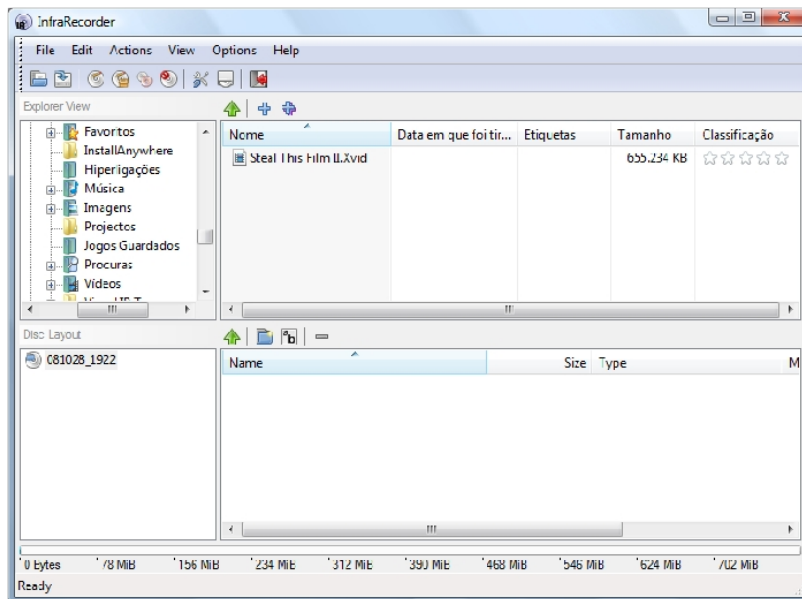 InfraRecorder
File Edit Actions View Options Help
Explorer View
Favoritos
InstallAnywhere
Hiperligações
Música
Imagens
Projectos
Jogos Guardados
Procuras
Vídeos
Nome Data em que foi tir... Etiquetas Tamanho Classificação
Steal This Film II.Xvid 655.234 KB
Disc Layout
081028_1922
Name Size Type M
0 bytes 78 MiB 156 MiB 234 MiB 312 MiB 390 MiB 468 MiB 546 MiB 624 MiB 702 MiB
Ready